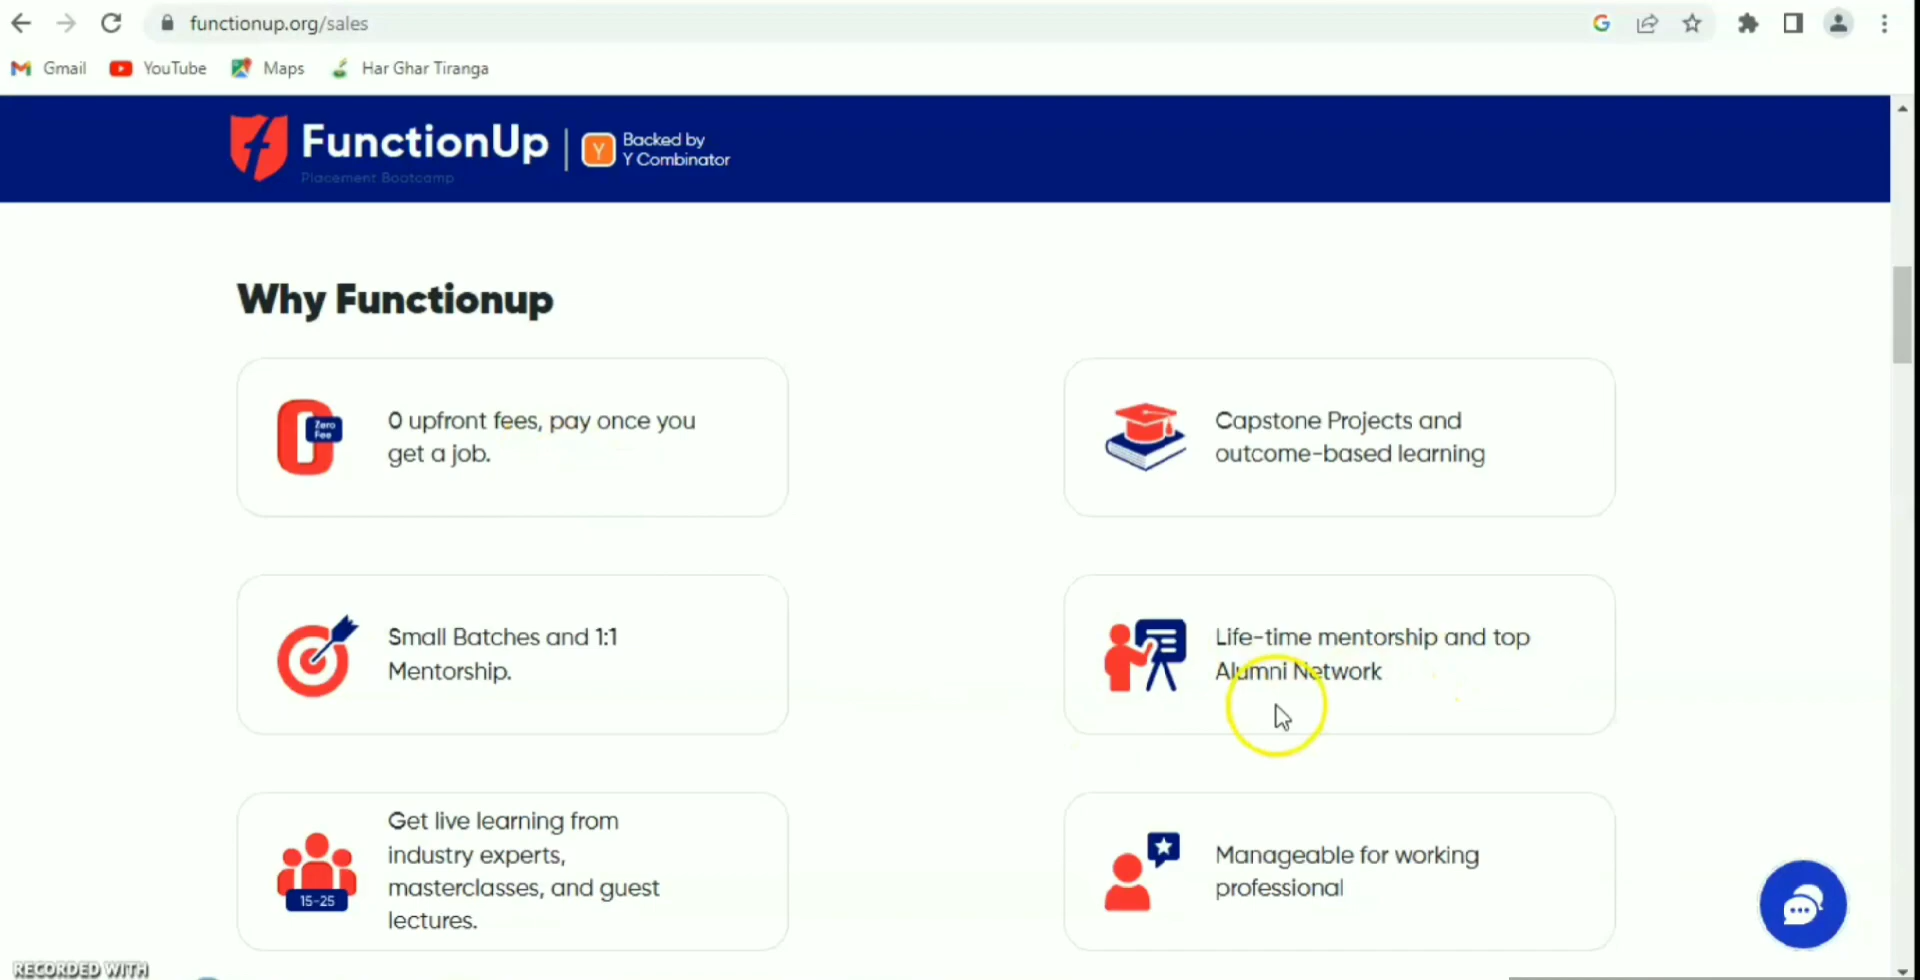 functionup.org/sales
Gmail YouTube Maps Har Ghar Tiranga
FunctionUp
Placement Bootcamp
Y
Backed by
Y Combinator
Why Functionup
Zero
Fee
0 upfront fees, pay once you
get a job.
Capstone Projects and
outcome-based learning
Small Batches and 1:1
Mentorship.
Life-time mentorship and top
Alumni Network
15-25
Get live learning from
industry experts,
masterclasses, and guest
lectures.
Manageable for working
professional
RECORDED WITH